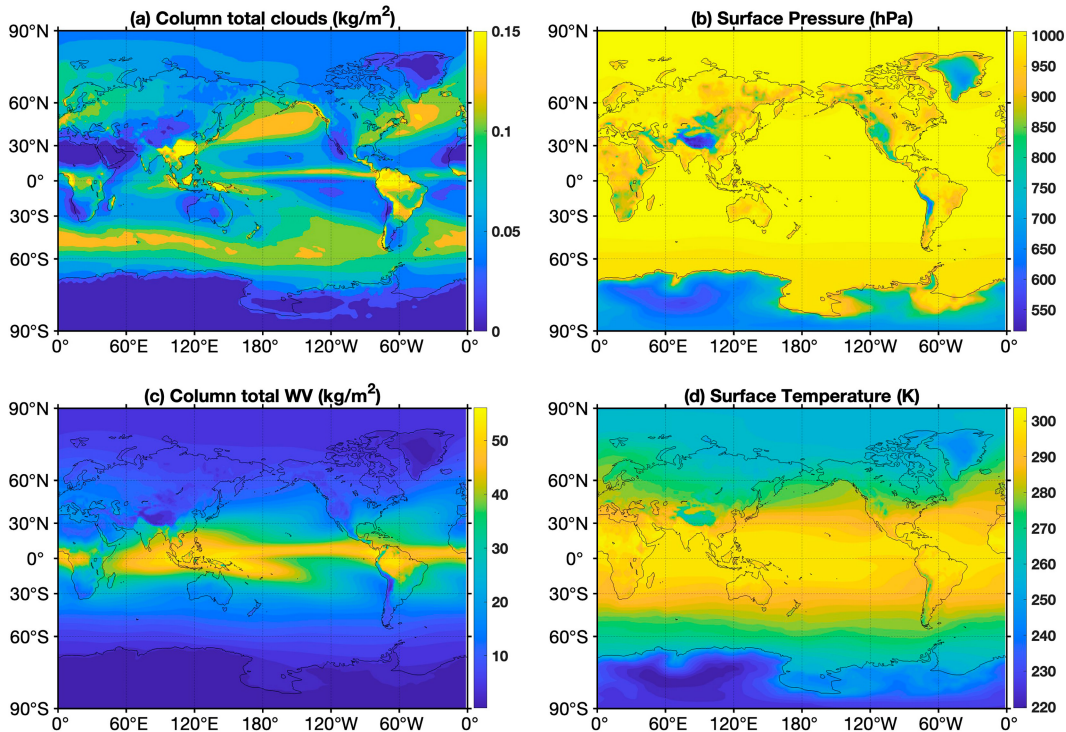 (a) Column total clouds (kg/m²)
90°N
60°N
30°N
0°
30°S
60°S
90°S
0° 60°E 120°E 180° 120°W 60°W 0°
0.15
0.1
0.05
0
(b) Surface Pressure (hPa)
90°N
60°N
30°N
0°
30°S
60°S
90°S
0° 60°E 120°E 180° 120°W 60°W 0°
1000
950
900
850
800
750
700
650
600
550
(c) Column total WV (kg/m²)
90°N
60°N
30°N
0°
30°S
60°S
90°S
0° 60°E 120°E 180° 120°W 60°W 0°
50
40
30
20
10
(d) Surface Temperature (K)
90°N
60°N
30°N
0°
30°S
60°S
90°S
0° 60°E 120°E 180° 120°W 60°W 0°
300
290
280
270
260
250
240
230
220